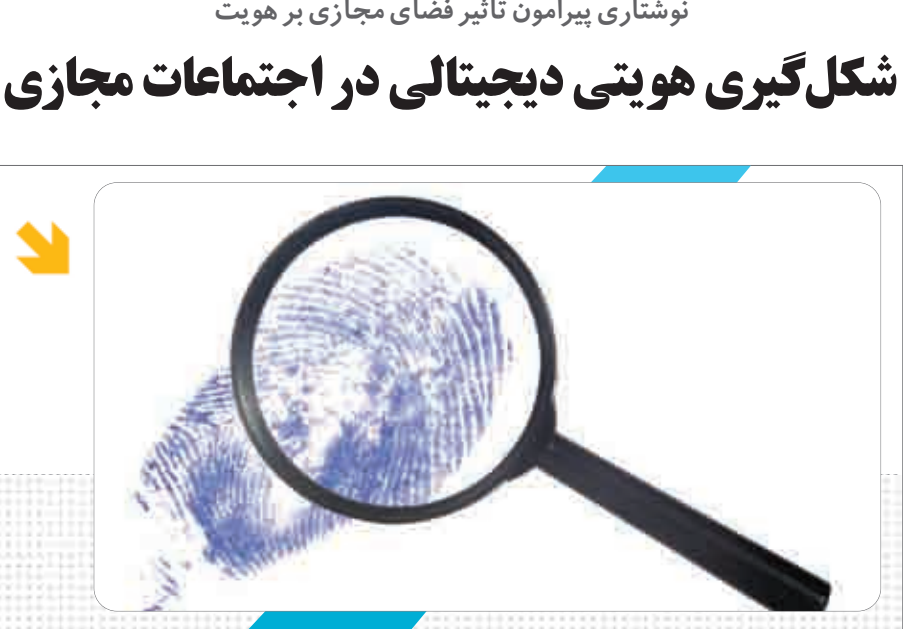 نوشتاری پیرامون تاثیر فضای مجازی بر هویت
شکل‌گیری هویتی دیجیتالی در اجتماعات مجازی